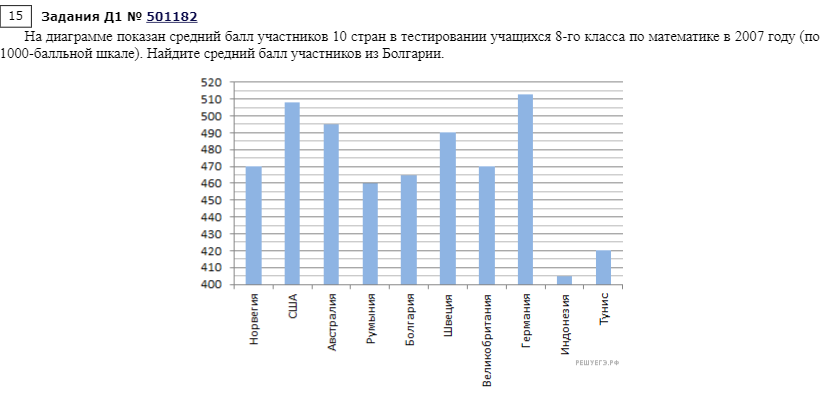 15 Задания Д1 № 501182
На диаграмме показан средний балл участников 10 стран в тестировании учащихся 8-го класса по математике в 2007 году (по
1000-балльной шкале). Найдите средний балл участников из Болгарии.
520
510
500
490
480
470
460
450
440
430
420
410
400
Норвегия
США
Австралия
Румыния
Болгария
Швеция
Великобритания
Германия
Индонезия
Тунис
РЕШУЕГЭ.РФ